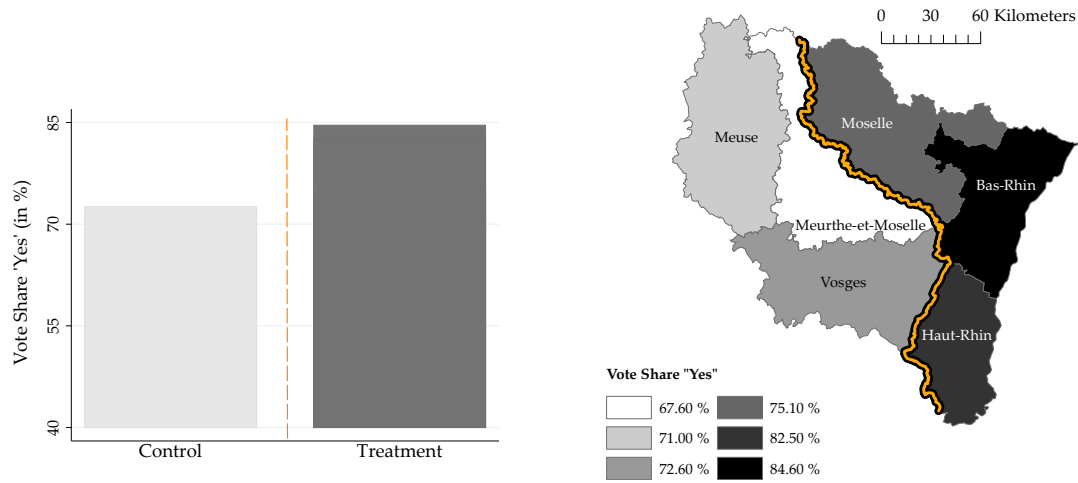 Vote Share 'Yes' (in %)
85
70
55
40
Control
Treatment
0 30 60 Kilometers
Meuse
Moselle
Bas-Rhin
Meurthe-et-Moselle
Vosges
Haut-Rhin
Vote Share "Yes"
67.60 % 75.10 %
71.00 % 82.50 %
72.60 % 84.60 %